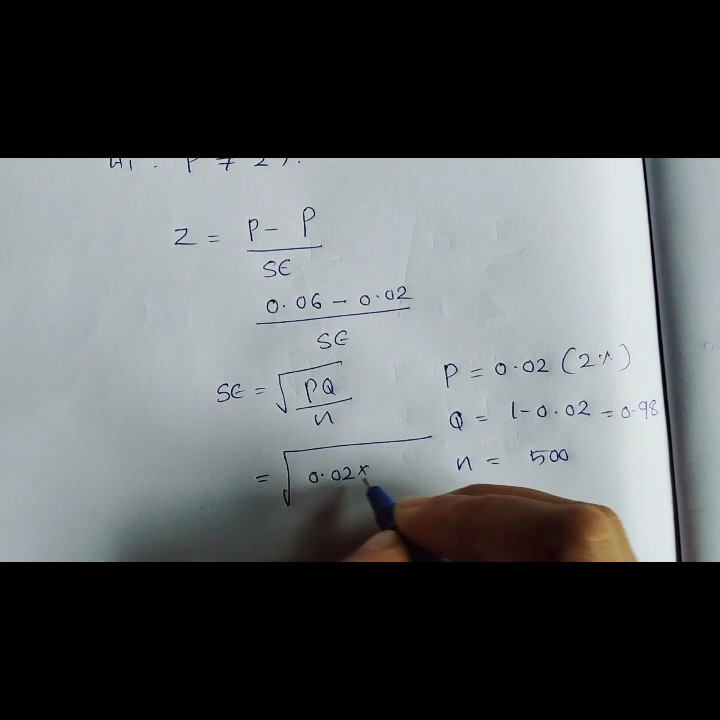 Z = P - P
SE
0.06 - 0.02
SE
SE = √ PQ
n
= √ 0.02 x
P = 0.02 (2%)
Q = 1 - 0.02 = 0.98
n = 500